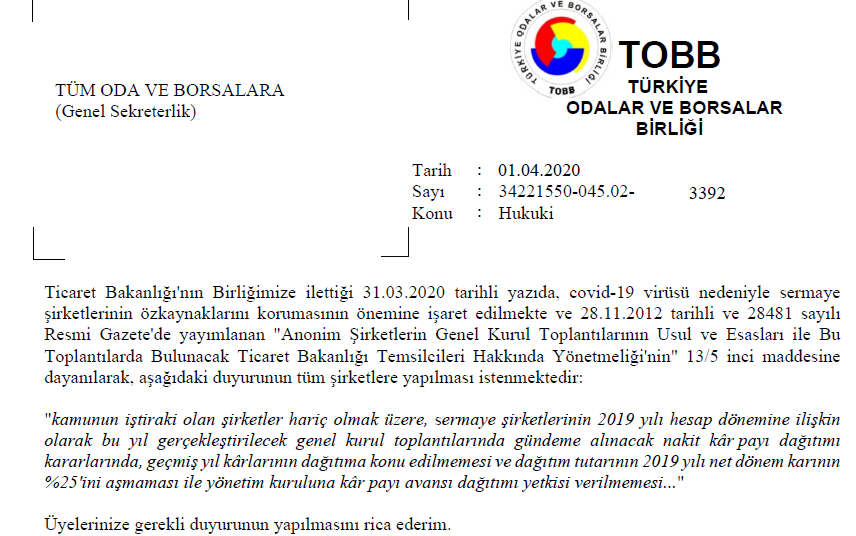 TÜRKİYE ODALAR VE BORSALAR BİRLİĞİ
TOBB
TOBB
TÜRKİYE
ODALAR VE BORSALAR
BİRLİĞİ
TÜM ODA VE BORSALARA
(Genel Sekreterlik)
Tarih : 01.04.2020
Sayı : 34221550-045.02- 3392
Konu : Hukuki
Ticaret Bakanlığı'nın Birliğimize ilettiği 31.03.2020 tarihli yazıda, covid-19 virüsü nedeniyle sermaye
şirketlerinin özkaynaklarını korumasının önemine işaret edilmekte ve 28.11.2012 tarihli ve 28481 sayılı
Resmi Gazete'de yayımlanan "Anonim Şirketlerin Genel Kurul Toplantılarının Usul ve Esasları ile Bu
Toplantılarda Bulunacak Ticaret Bakanlığı Temsilcileri Hakkında Yönetmeliği'nin" 13/5 inci maddesine
dayanılarak, aşağıdaki duyurunun tüm şirketlere yapılması istenmektedir:
"kamunun iştiraki olan şirketler hariç olmak üzere, sermaye şirketlerinin 2019 yılı hesap dönemine ilişkin
olarak bu yıl gerçekleştirilecek genel kurul toplantılarında gündeme alınacak nakit kâr payı dağıtımı
kararlarında, geçmiş yıl kârlarının dağıtıma konu edilmemesi ve dağıtım tutarının 2019 yılı net dönem karının
%25'ini aşmaması ile yönetim kuruluna kâr payı avansı dağıtımı yetkisi verilmemesi..."
Üyelerinize gerekli duyurunun yapılmasını rica ederim.